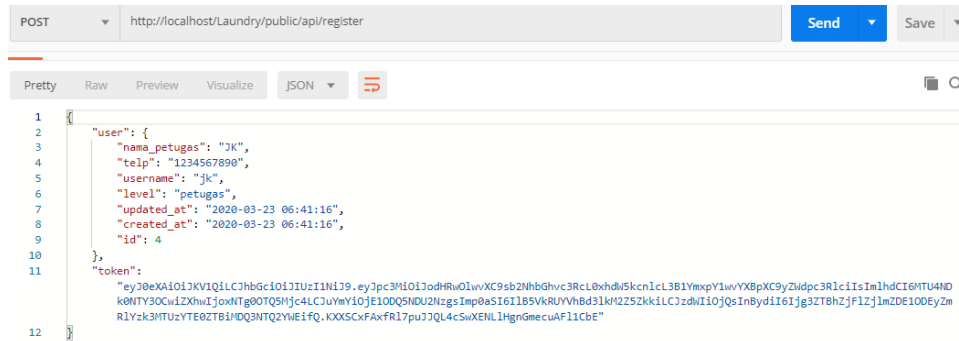 POST http://localhost/Laundry/public/api/register Send Save
Pretty Raw Preview Visualize JSON
1 {
2 "user": {
3 "nama_petugas": "JK",
4 "telp": "1234567890",
5 "username": "jk",
6 "level": "petugas",
7 "updated_at": "2020-03-23 06:41:16",
8 "created_at": "2020-03-23 06:41:16",
9 "id": 4
10 },
11 "token":
12 }